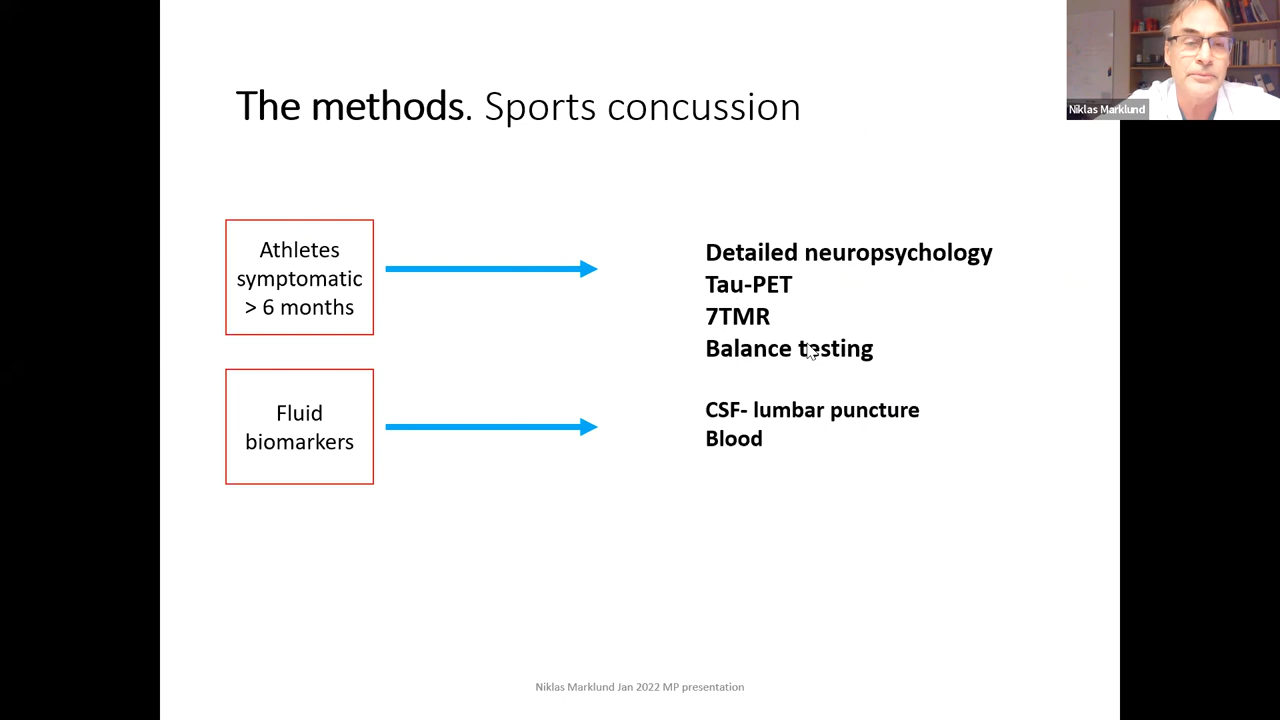 Niklas Marklund
The methods. Sports concussion
Athletes
symptomatic
> 6 months
Detailed neuropsychology
Tau-PET
7TMR
Balance testing
Fluid
biomarkers
CSF- lumbar puncture
Blood
Niklas Marklund Jan 2022 MP presentation